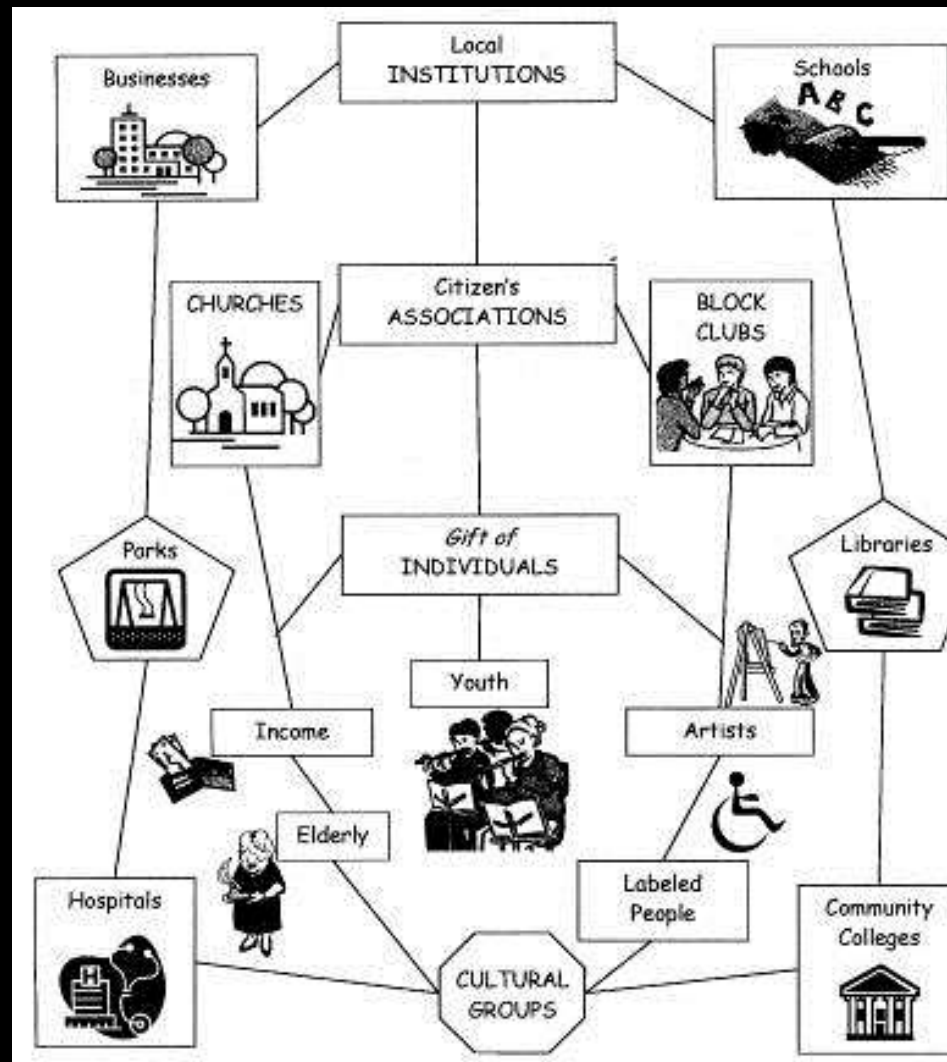 Local
INSTITUTIONS
Businesses
Schools
A B C
Citizen's
ASSOCIATIONS
CHURCHES
BLOCK
CLUBS
Gift of
INDIVIDUALS
Parks
Libraries
Youth
Income
Artists
Elderly
Labeled
People
Hospitals
H
Community
Colleges
CULTURAL
GROUPS